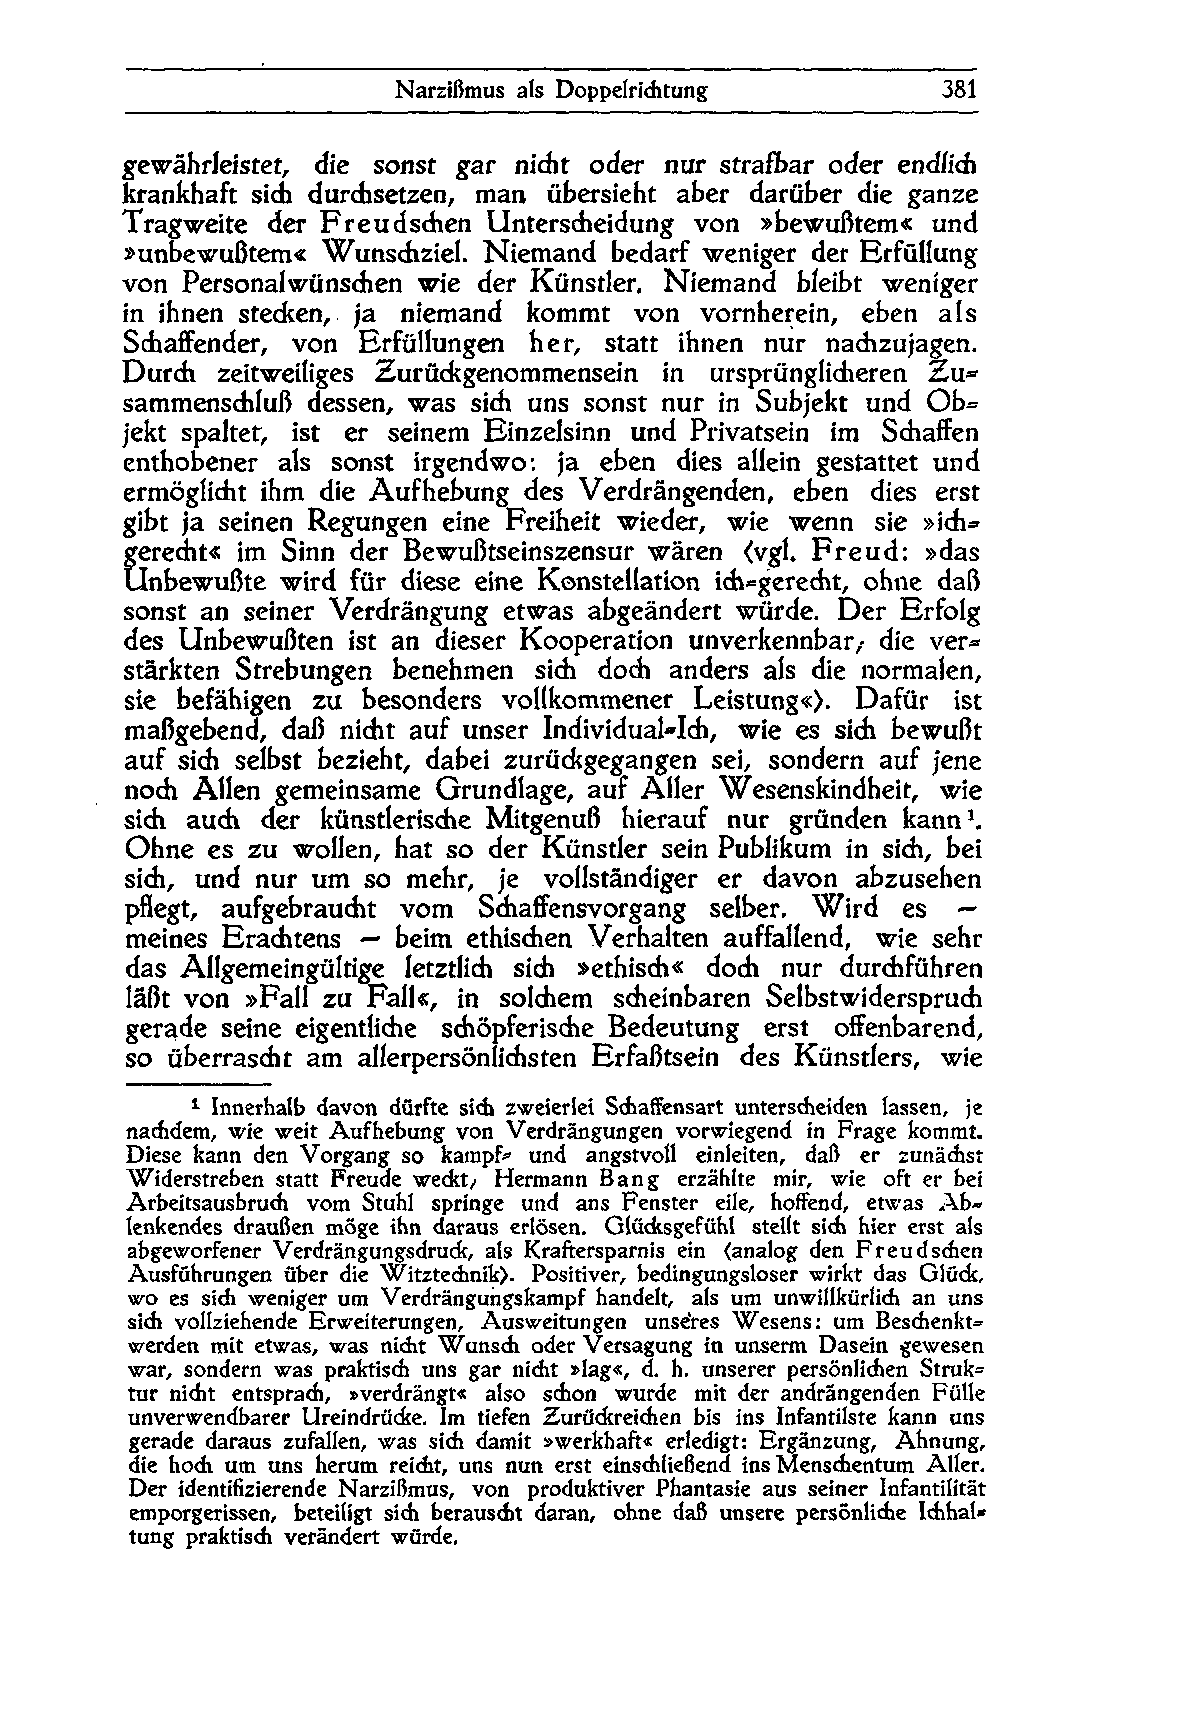 Narzißmus als Doppelrichtung 381
gewährleistet, die sonst gar nicht oder nur strafbar oder endlich
krankhaft sich durchsetzen, man übersieht aber darüber die ganze
Tragweite der Freudschen Unterscheidung von »bewußtem« und
»unbewußtem« Wunschziel. Niemand bedarf weniger der Erfüllung
von Personalwünschen wie der Künstler. Niemand bleibt weniger
in ihnen stecken, ja niemand kommt von vornherein, eben als
Schaffender, von Erfüllungen her, statt ihnen nur nachzujagen.
Durch zeitweiliges Zurückgenommensein in ursprünglicheren Zu-
sammenschluß dessen, was sich uns sonst nur in Subjekt und Ob-
jekt spaltet, ist er seinem Einzelsinn und Privatsein im Schaffen
enthobener als sonst irgendwo: ja eben dies allein gestattet und
ermöglicht ihm die Aufhebung des Verdrängenden, eben dies erst
gibt ja seinen Regungen eine Freiheit wieder, wie wenn sie »ich-
gerecht« im Sinn der Bewußtseinszensur wären (vgl. Freud: »das
Unbewußte wird für diese eine Konstellation ich-gerecht, ohne daß
sonst an seiner Verdrängung etwas abgeändert würde. Der Erfolg
des Unbewußten ist an dieser Kooperation unverkennbar; die ver-
stärkten Strebungen benehmen sich doch anders als die normalen,
sie befähigen zu besonders vollkommener Leistung«). Dafür ist
maßgebend, daß nicht auf unser Individual-Ich, wie es sich bewußt
auf sich selbst bezieht, dabei zurückgegangen sei, sondern auf jene
noch Allen gemeinsame Grundlage, auf Aller Wesenskindheit, wie
sich auch der künstlerische Mitgenuß hierauf nur gründen kann¹.
Ohne es zu wollen, hat so der Künstler sein Publikum in sich, bei
sich, und nur um so mehr, je vollständiger er davon abzusehen
pflegt, aufgebraucht vom Schaffensvorgang selber. Wird es —
meines Erachtens — beim ethischen Verhalten auffallend, wie sehr
das Allgemeingültige letztlich sich »ethisch« doch nur durchführen
läßt von »Fall zu Fall«, in solchem scheinbaren Selbstwiderspruch
gerade seine eigentliche schöpferische Bedeutung erst offenbarend,
so überrascht am allerpersönlichsten Erfaßtsein des Künstlers, wie
¹ Innerhalb davon dürfte sich zweierlei Schaffensart unterscheiden lassen, je
nachdem, wie weit Aufhebung von Verdrängungen vorwiegend in Frage kommt.
Diese kann den Vorgang so kampf- und angstvoll einleiten, daß er zunächst
Widerstreben statt Freude weckt; Hermann Bang erzählte mir, wie oft er bei
Arbeitsausbruch vom Stuhl springe und ans Fenster eile, hoffend, etwas Ab-
lenkendes draußen möge ihn daraus erlösen. Glücksgefühl stellt sich hier erst als
abgeworfener Verdrängungsdruck, als Kraftersparnis ein (analog den Freudschen
Ausführungen über die Witztechnik). Positiver, bedingungsloser wirkt das Glück,
wo es sich weniger um Verdrängungskampf handelt, als um unwillkürlich an uns
sich vollziehende Erweiterungen, Ausweitungen unseres Wesens: um Beschenkt-
werden mit etwas, was nicht Wunsch oder Versagung in unserm Dasein gewesen
war, sondern was praktisch uns gar nicht »lag«, d. h. unserer persönlichen Struk-
tur nicht entsprach, »verdrängt« also schon wurde mit der andrängenden Fülle
unverwendbarer Ureindrücke. Im tiefen Zurückreichen bis ins Infantilste kann uns
gerade daraus zufallen, was sich damit »werkhaft« erledigt: Ergänzung, Ahnung,
die hoch um uns herum reicht, uns nun erst einschließend ins Menschentum Aller.
Der identifizierende Narzißmus, von produktiver Phantasie aus seiner Infantilität
emporgerissen, beteiligt sich berauscht daran, ohne daß unsere persönliche Ichhal-
tung praktisch verändert würde.